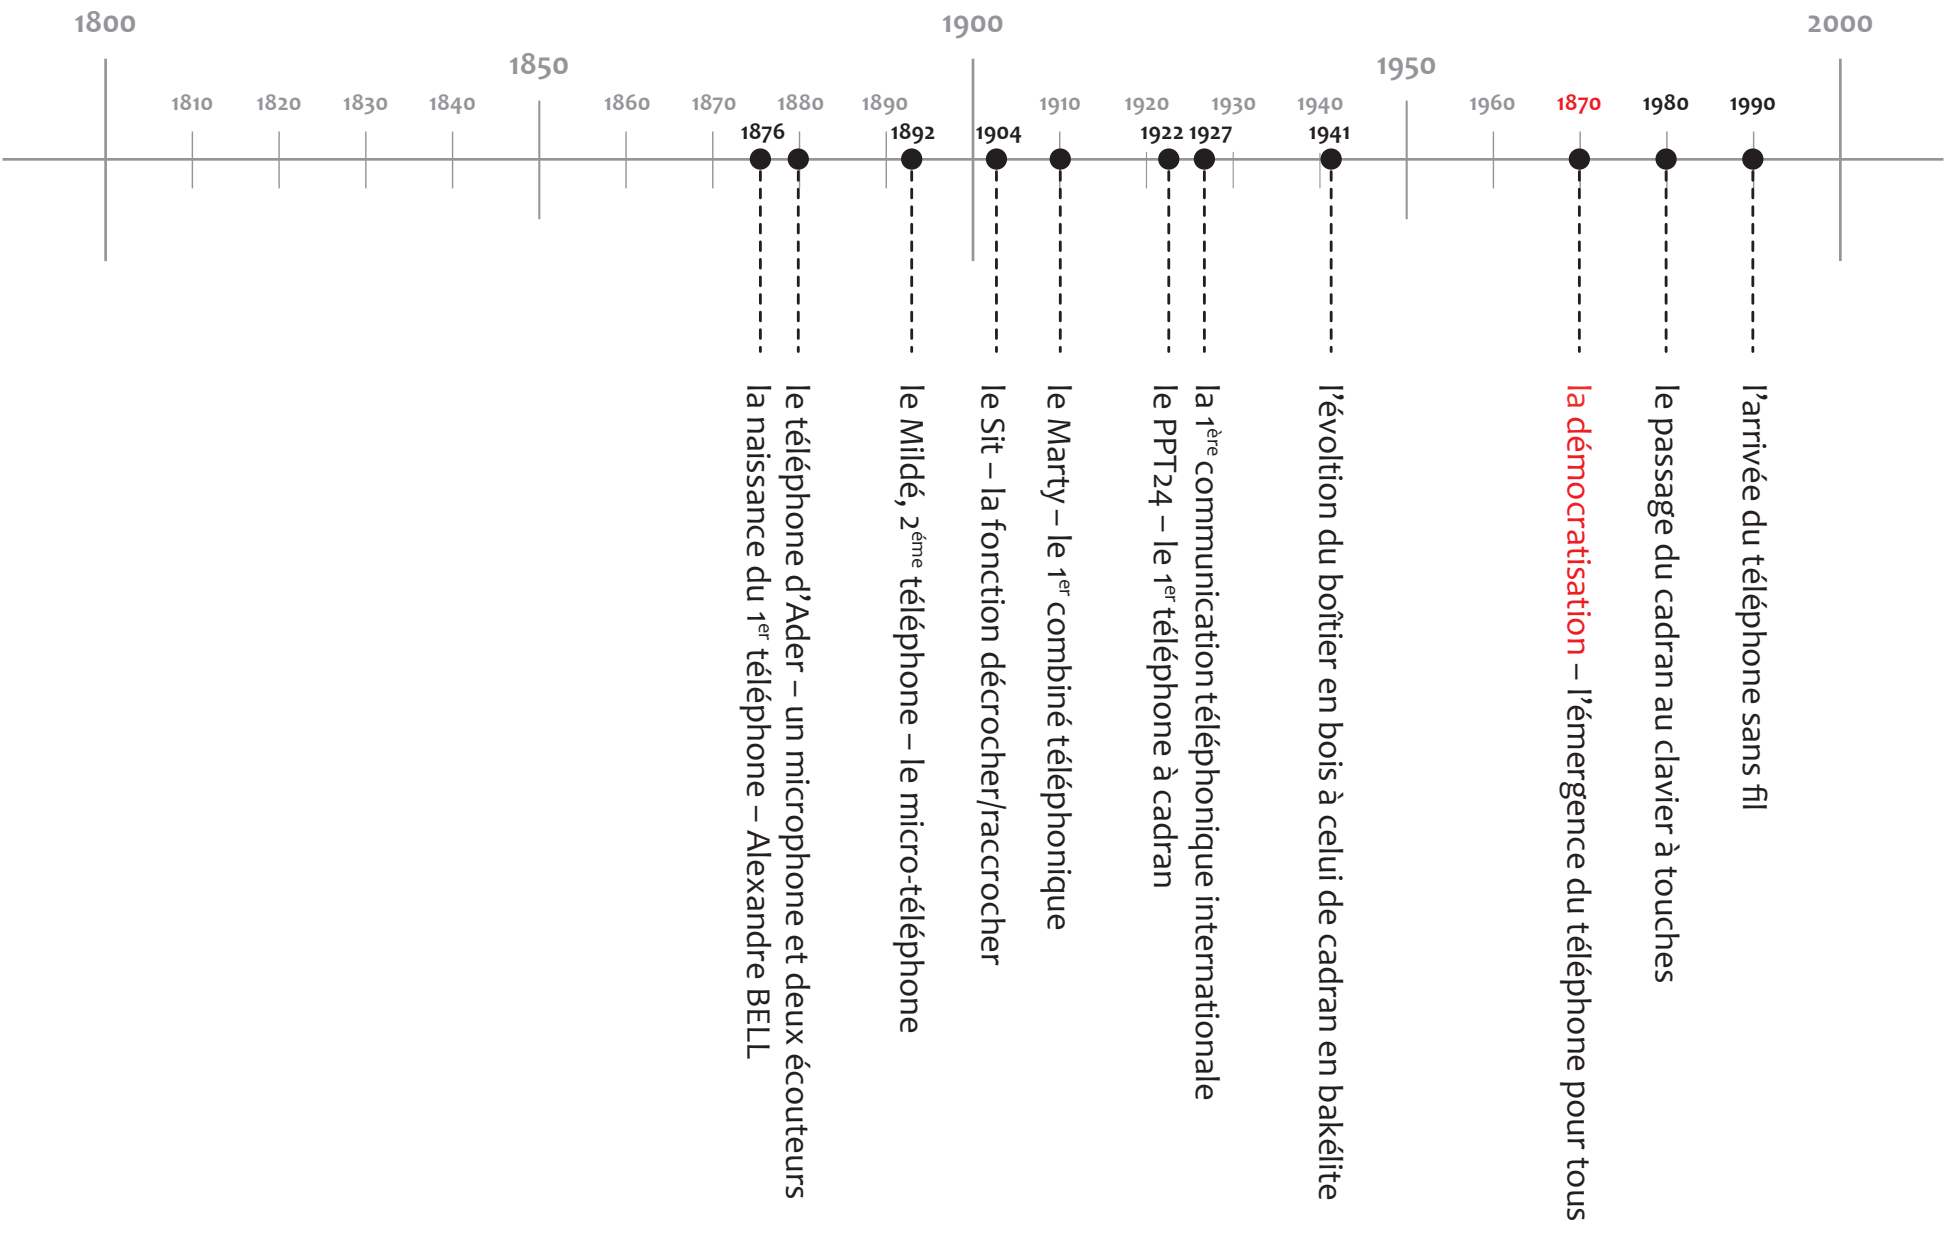 1800
1900
2000
1850
1950
1810
1820
1830
1840
1860
1870
1880
1890
1910
1920
1930
1940
1960
1870
1980
1990
1876
1892
1904
1922
1927
1941
la naissance du 1er téléphone – Alexandre BELL
le téléphone d’Ader – un microphone et deux écouteurs
le Mildé, 2éme téléphone – le micro-téléphone
le Sit – la fonction décrocher/raccrocher
le Marty – le 1er combiné téléphonique
le PPT24 – le 1er téléphone à cadran
la 1ère communication téléphonique internationale
l’évoltion du boîtier en bois à celui de cadran en bakélite
la démocratisation – l’émergence du téléphone pour tous
le passage du cadran au clavier à touches
l’arrivée du téléphone sans fil